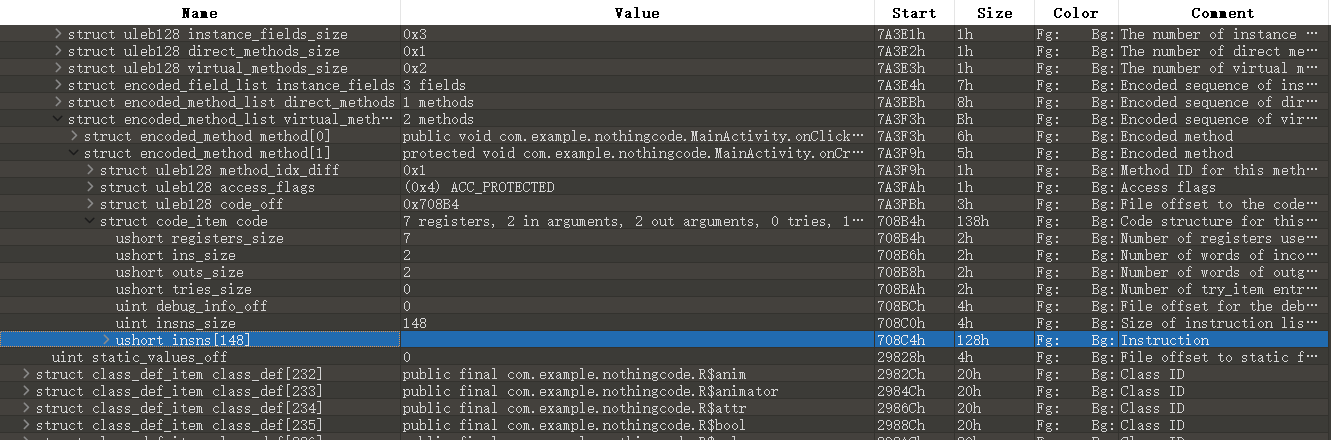 Name Value Start Size Color Comment
struct uleb128 instance_fields_size 0x3 7A3E1h 1h Fg: Bg: The number of instance ···
struct uleb128 direct_methods_size 0x1 7A3E2h 1h Fg: Bg: The number of direct me···
struct uleb128 virtual_methods_size 0x2 7A3E3h 1h Fg: Bg: The number of virtual m···
struct encoded_field_list instance_fields 3 fields 7A3E4h 7h Fg: Bg: Encoded sequence of ins···
struct encoded_method_list direct_methods 1 methods 7A3EBh 8h Fg: Bg: Encoded sequence of dir···
struct encoded_method_list virtual_meth··· 2 methods 7A3F3h Bh Fg: Bg: Encoded sequence of vir···
struct encoded_method method[0] public void com.example.nothingcode.MainActivity.onClick··· 7A3F3h 6h Fg: Bg: Encoded method
struct encoded_method method[1] protected void com.example.nothingcode.MainActivity.onCr··· 7A3F9h 5h Fg: Bg: Encoded method
struct uleb128 method_idx_diff 0x1 7A3F9h 1h Fg: Bg: Method ID for this meth···
struct uleb128 access_flags (0x4) ACC_PROTECTED 7A3FAh 1h Fg: Bg: Access flags
struct uleb128 code_off 0x708B4 7A3FBh 3h Fg: Bg: File offset to the code···
struct code_item code 7 registers, 2 in arguments, 2 out arguments, 0 tries, 1··· 708B4h 138h Fg: Bg: Code structure for this···
ushort registers_size 7 708B4h 2h Fg: Bg: Number of registers use···
ushort ins_size 2 708B6h 2h Fg: Bg: Number of words of inco···
ushort outs_size 2 708B8h 2h Fg: Bg: Number of words of outg···
ushort tries_size 0 708BAh 2h Fg: Bg: Number of try_item entr···
uint debug_info_off 0 708BCh 4h Fg: Bg: File offset for the deb···
uint insns_size 148 708C0h 4h Fg: Bg: Size of instruction lis···
ushort insns[148] 708C4h 128h Fg: Bg: Instruction
uint static_values_off 0 29828h 4h Fg: Bg: File offset to static f···
struct class_def_item class_def[232] public final com.example.nothingcode.R$anim 2982Ch 20h Fg: Bg: Class ID
struct class_def_item class_def[233] public final com.example.nothingcode.R$animator 2984Ch 20h Fg: Bg: Class ID
struct class_def_item class_def[234] public final com.example.nothingcode.R$attr 2986Ch 20h Fg: Bg: Class ID
struct class_def_item class_def[235] public final com.example.nothingcode.R$bool 2988Ch 20h Fg: Bg: Class ID